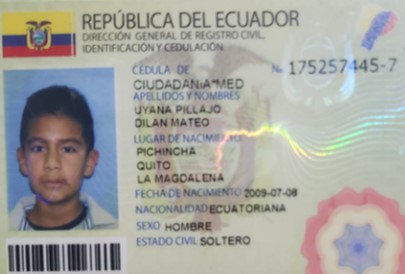 REPÚBLICA DEL ECUADOR
DIRECCIÓN GENERAL DE REGISTRO CIVIL,
IDENTIFICACIÓN Y CEDULACIÓN
CÉDULA DE No. 175257445-7
CIUDADANIA*MED
APELLIDOS Y NOMBRES
UYANA PILLAJO
DILAN MATEO
LUGAR DE NACIMIENTO
PICHINCHA
QUITO
LA MAGDALENA
FECHA DE NACIMIENTO 2009-07-08
NACIONALIDAD ECUATORIANA
SEXO HOMBRE
ESTADO CIVIL SOLTERO